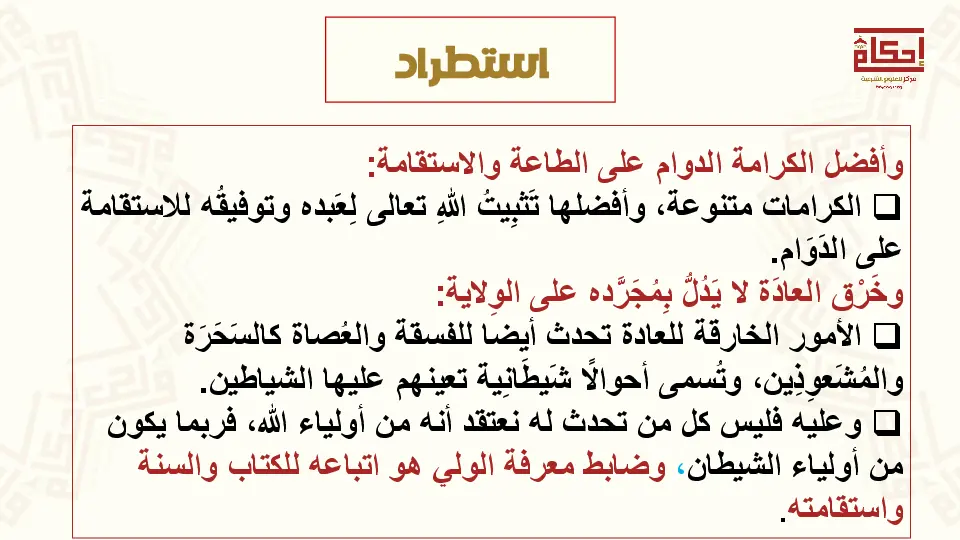 إحكام
مركز للعلوم الشرعية
استطراد
وأفضل الكرامة الدوام على الطاعة والاستقامة:
❑ الكرامات متنوعة، وأفضلها تَثبِيتُ اللهِ تعالى لِعَبده وتوفيقُه للاستقامة
على الدَوَام.
وخَرْق العادَة لا يَدُلُّ بِمُجَرَّده على الوِلاية:
❑ الأمور الخارقة للعادة تحدث أيضا للفسقة والعُصاة كالسَحَرَة
والمُشَعوِذِين، وتُسمى أحوالًا شَيطَانِية تعينهم عليها الشياطين.
❑ وعليه فليس كل من تحدث له نعتقد أنه من أولياء الله، فربما يكون
من أولياء الشيطان، وضابط معرفة الولي هو اتباعه للكتاب والسنة
واستقامته.